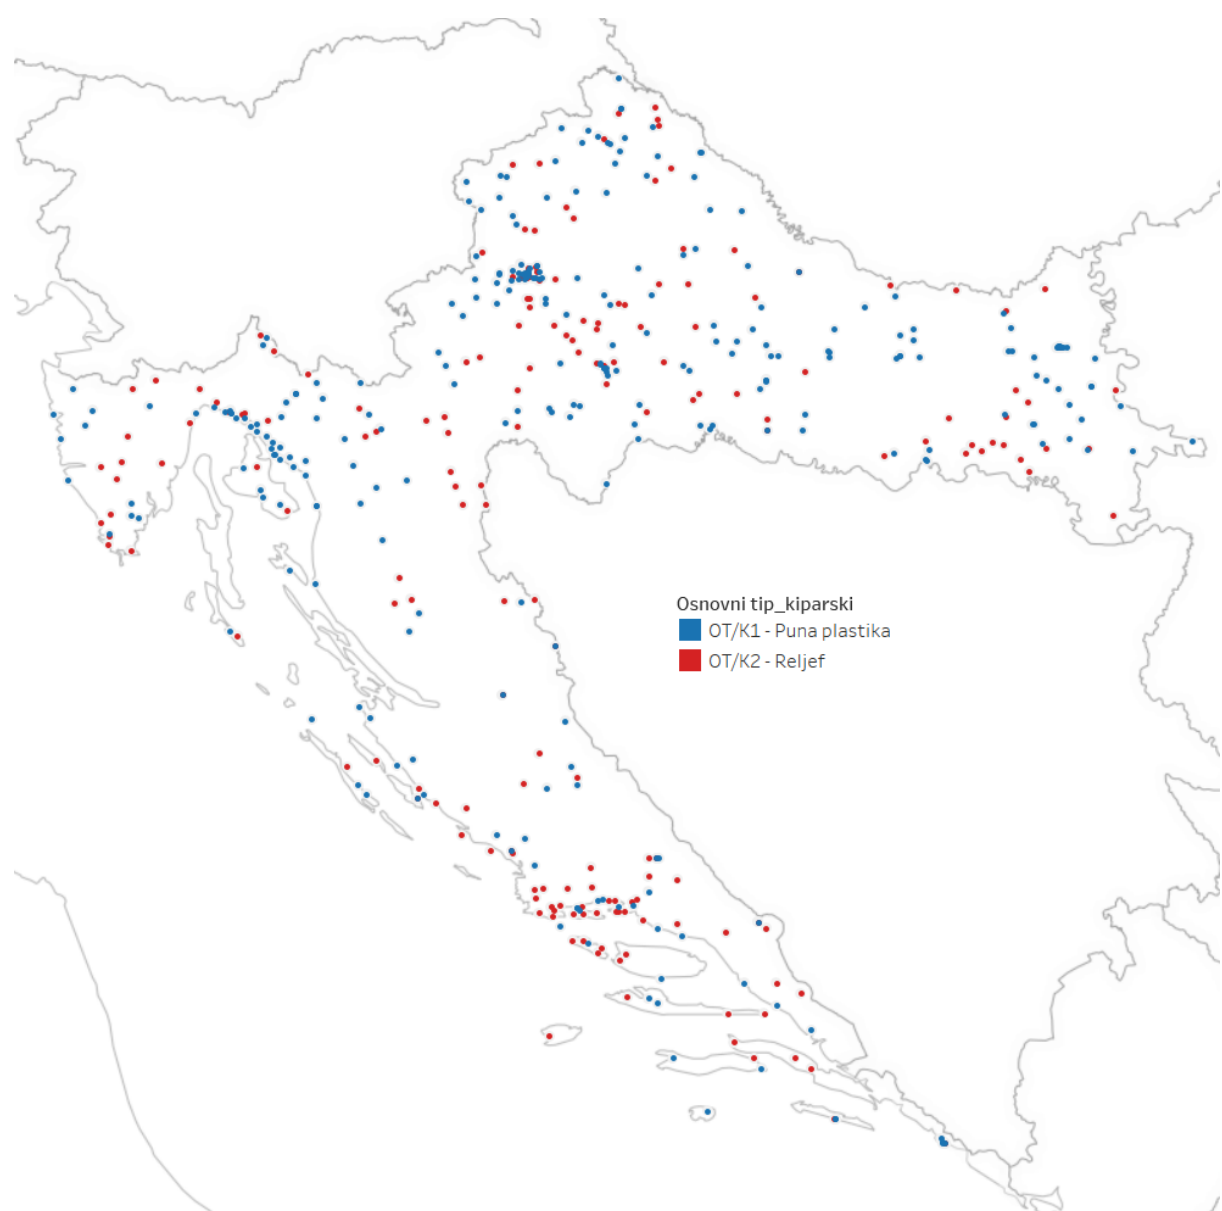 Osnovni tip_kiparski
OT/K1 - Puna plastika
OT/K2 - Reljef